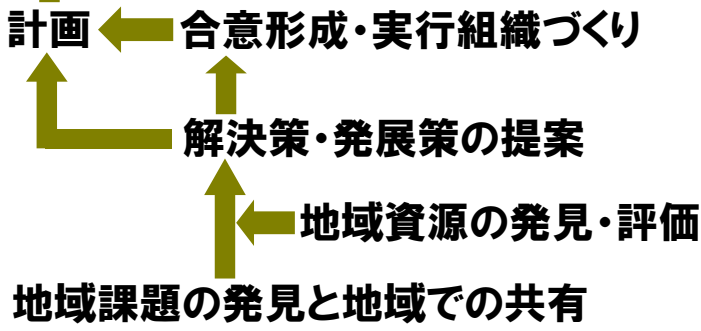 計画
合意形成・実行組織づくり
解決策・発展策の提案
地域資源の発見・評価
地域課題の発見と地域での共有